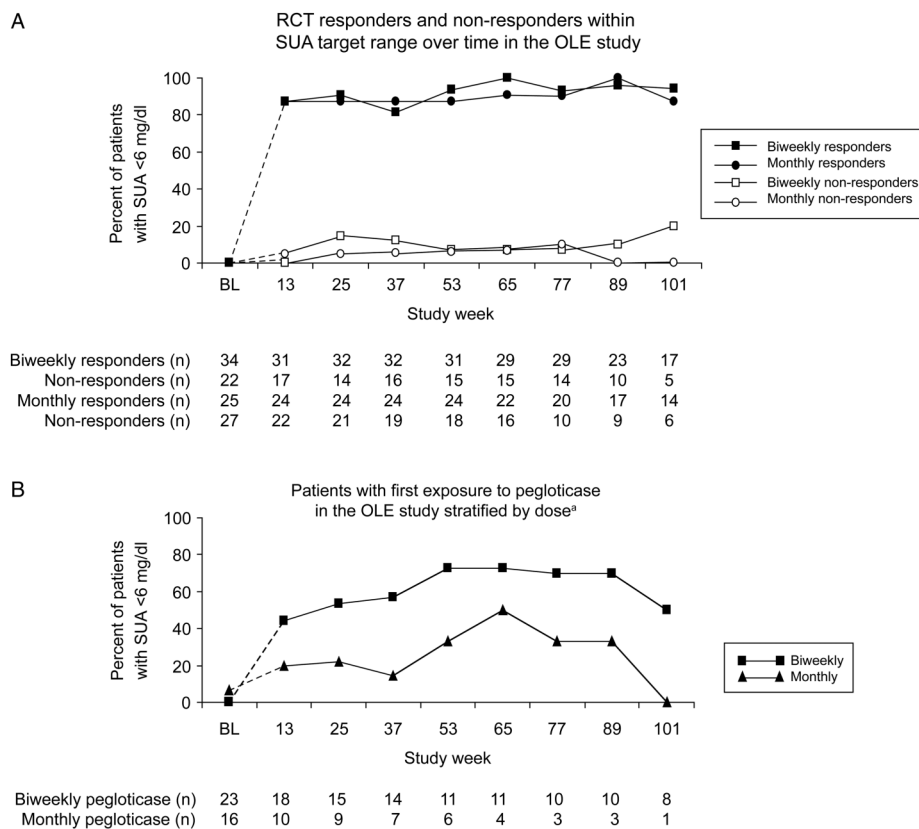 A
RCT responders and non-responders within
SUA target range over time in the OLE study
100
80
60
40
20
0
Percent of patients
with SUA <6 mg/dl
BL 13 25 37 53 65 77 89 101
Study week
Biweekly responders
Monthly responders
Biweekly non-responders
Monthly non-responders
Biweekly responders (n) 34 31 32 32 31 29 29 23 17
Non-responders (n) 22 17 14 16 15 15 14 10 5
Monthly responders (n) 25 24 24 24 24 22 20 17 14
Non-responders (n) 27 22 21 19 18 16 10 9 6
B
Patients with first exposure to pegloticase
in the OLE study stratified by doseᵃ
100
80
60
40
20
0
Percent of patients
with SUA <6 mg/dl
BL 13 25 37 53 65 77 89 101
Study week
Biweekly
Monthly
Biweekly pegloticase (n) 23 18 15 14 11 11 10 10 8
Monthly pegloticase (n) 16 10 9 7 6 4 3 3 1